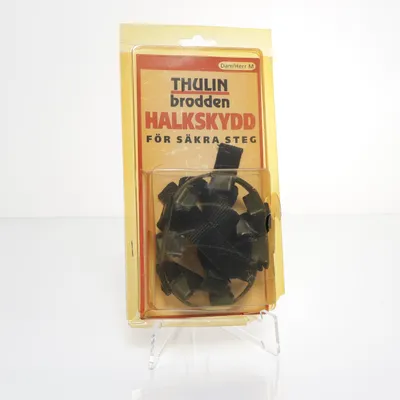 Dam/Herr M
THULIN
brodden
HALKSKYDD
FÖR SÄKRA STEG